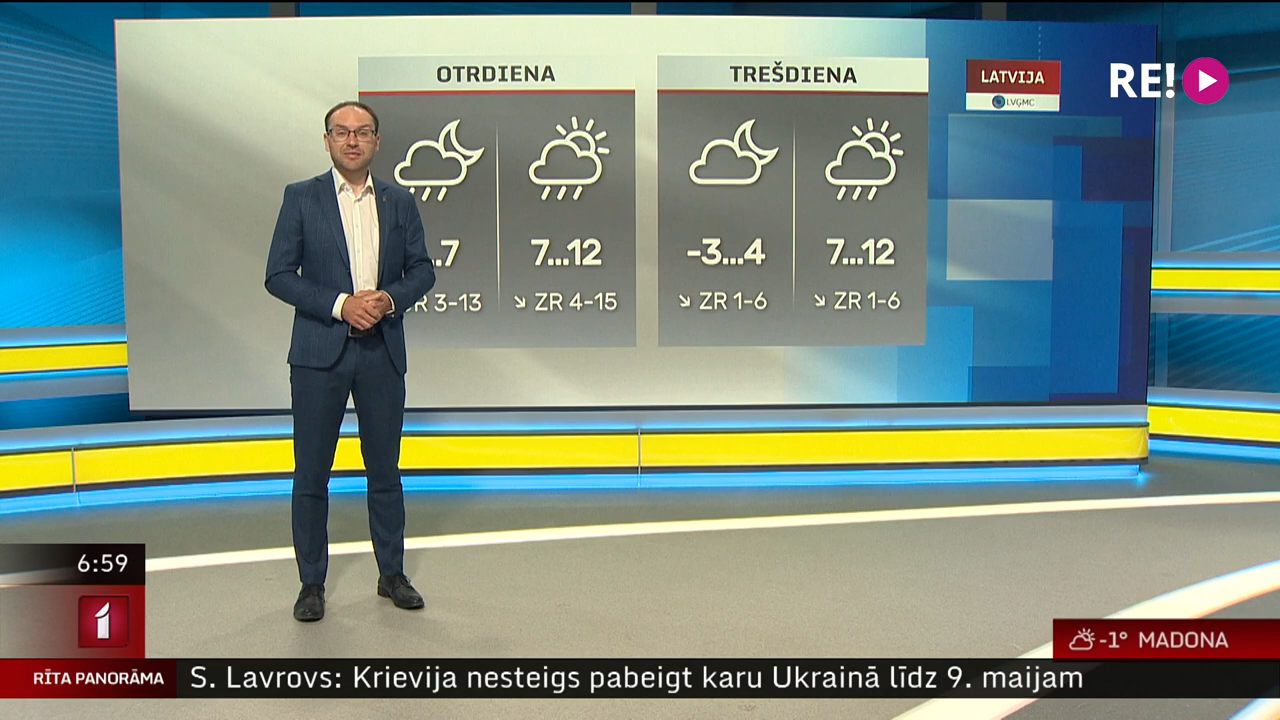 OTRDIENA
TREŠDIENA
LATVIJA
LVĢMC
RE!
..7
7...12
-3...4
7...12
R 3-13
ZR 4-15
ZR 1-6
ZR 1-6
6:59
1
-1° MADONA
RĪTA PANORĀMA
S. Lavrovs: Krievija nesteigs pabeigt karu Ukrainā līdz 9. maijam